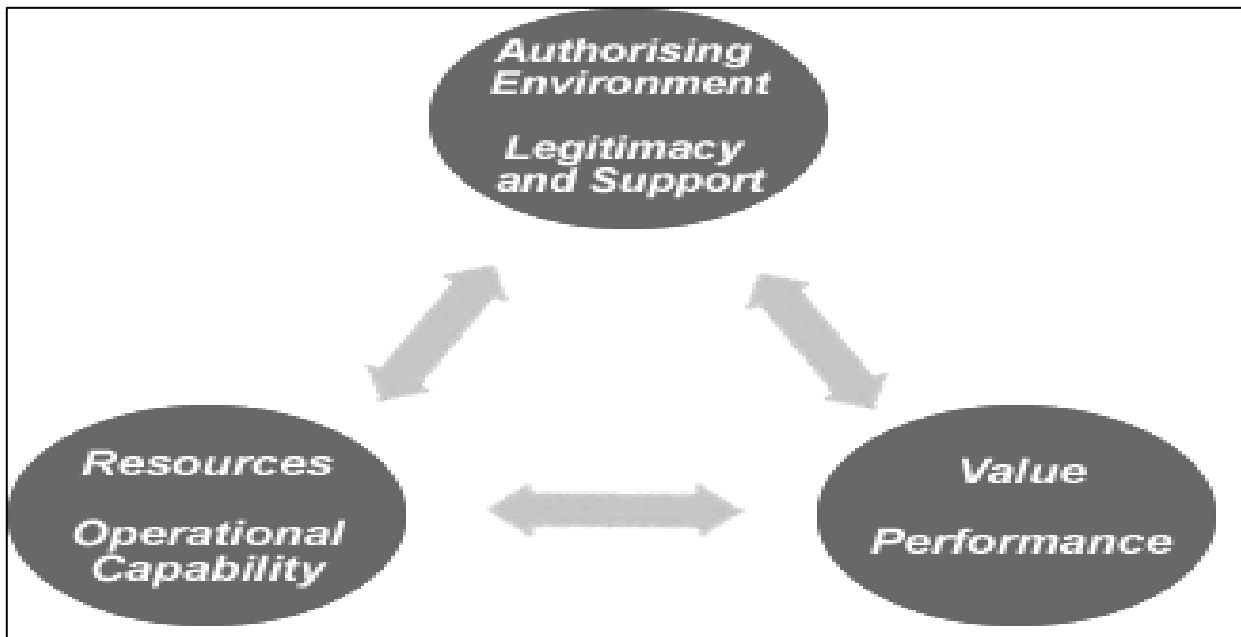 Authorising
Environment
Legitimacy
and Support
Resources
Operational
Capability
Value
Performance